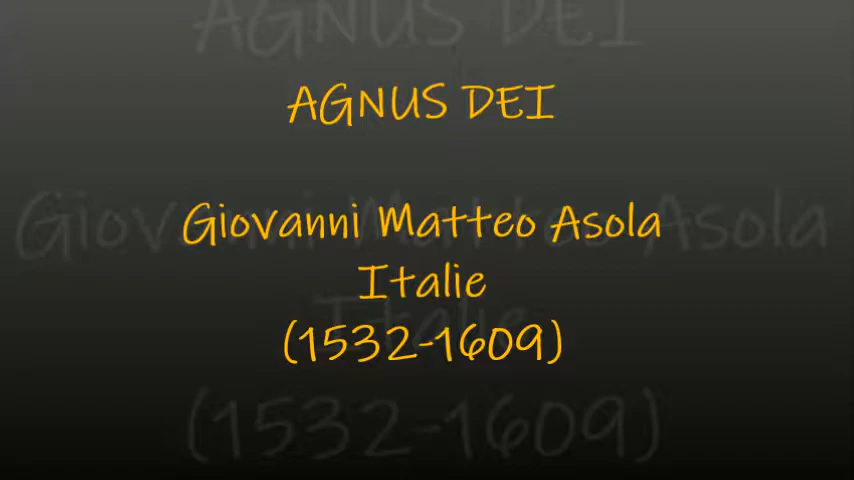 AGNUS DEI
Giovanni Matteo Asola
Italie
(1532-1609)